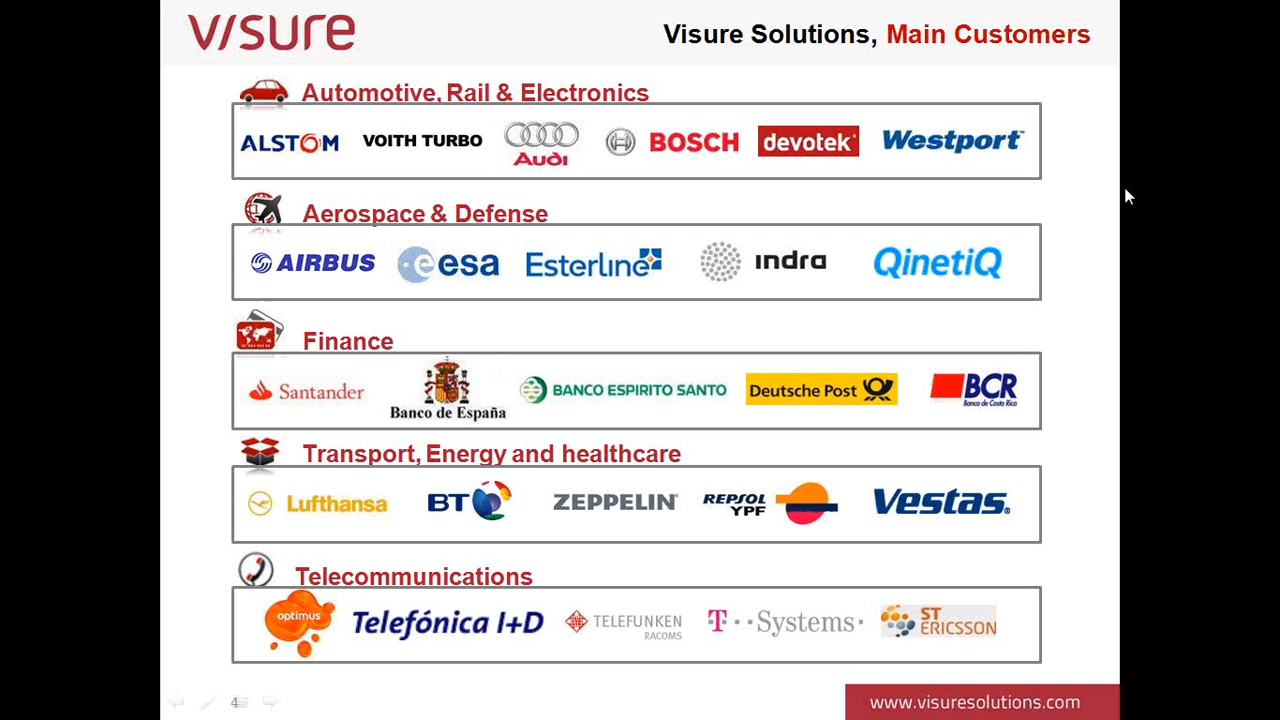 visure
Visure Solutions, Main Customers
Automotive, Rail & Electronics
ALSTOM VOITH TURBO Audi BOSCH devotek Westport™
Aerospace & Defense
AIRBUS esa Esterline indra QinetiQ
Finance
Santander Banco de España BANCO ESPIRITO SANTO Deutsche Post BCR
Banco de Costa Rica
Transport, Energy and healthcare
Lufthansa BT ZEPPELIN REPSOL YPF Vestas
Telecommunications
optimus Telefónica I+D TELEFUNKEN RACOMS T··Systems· ST ERICSSON
4
www.visuresolutions.com